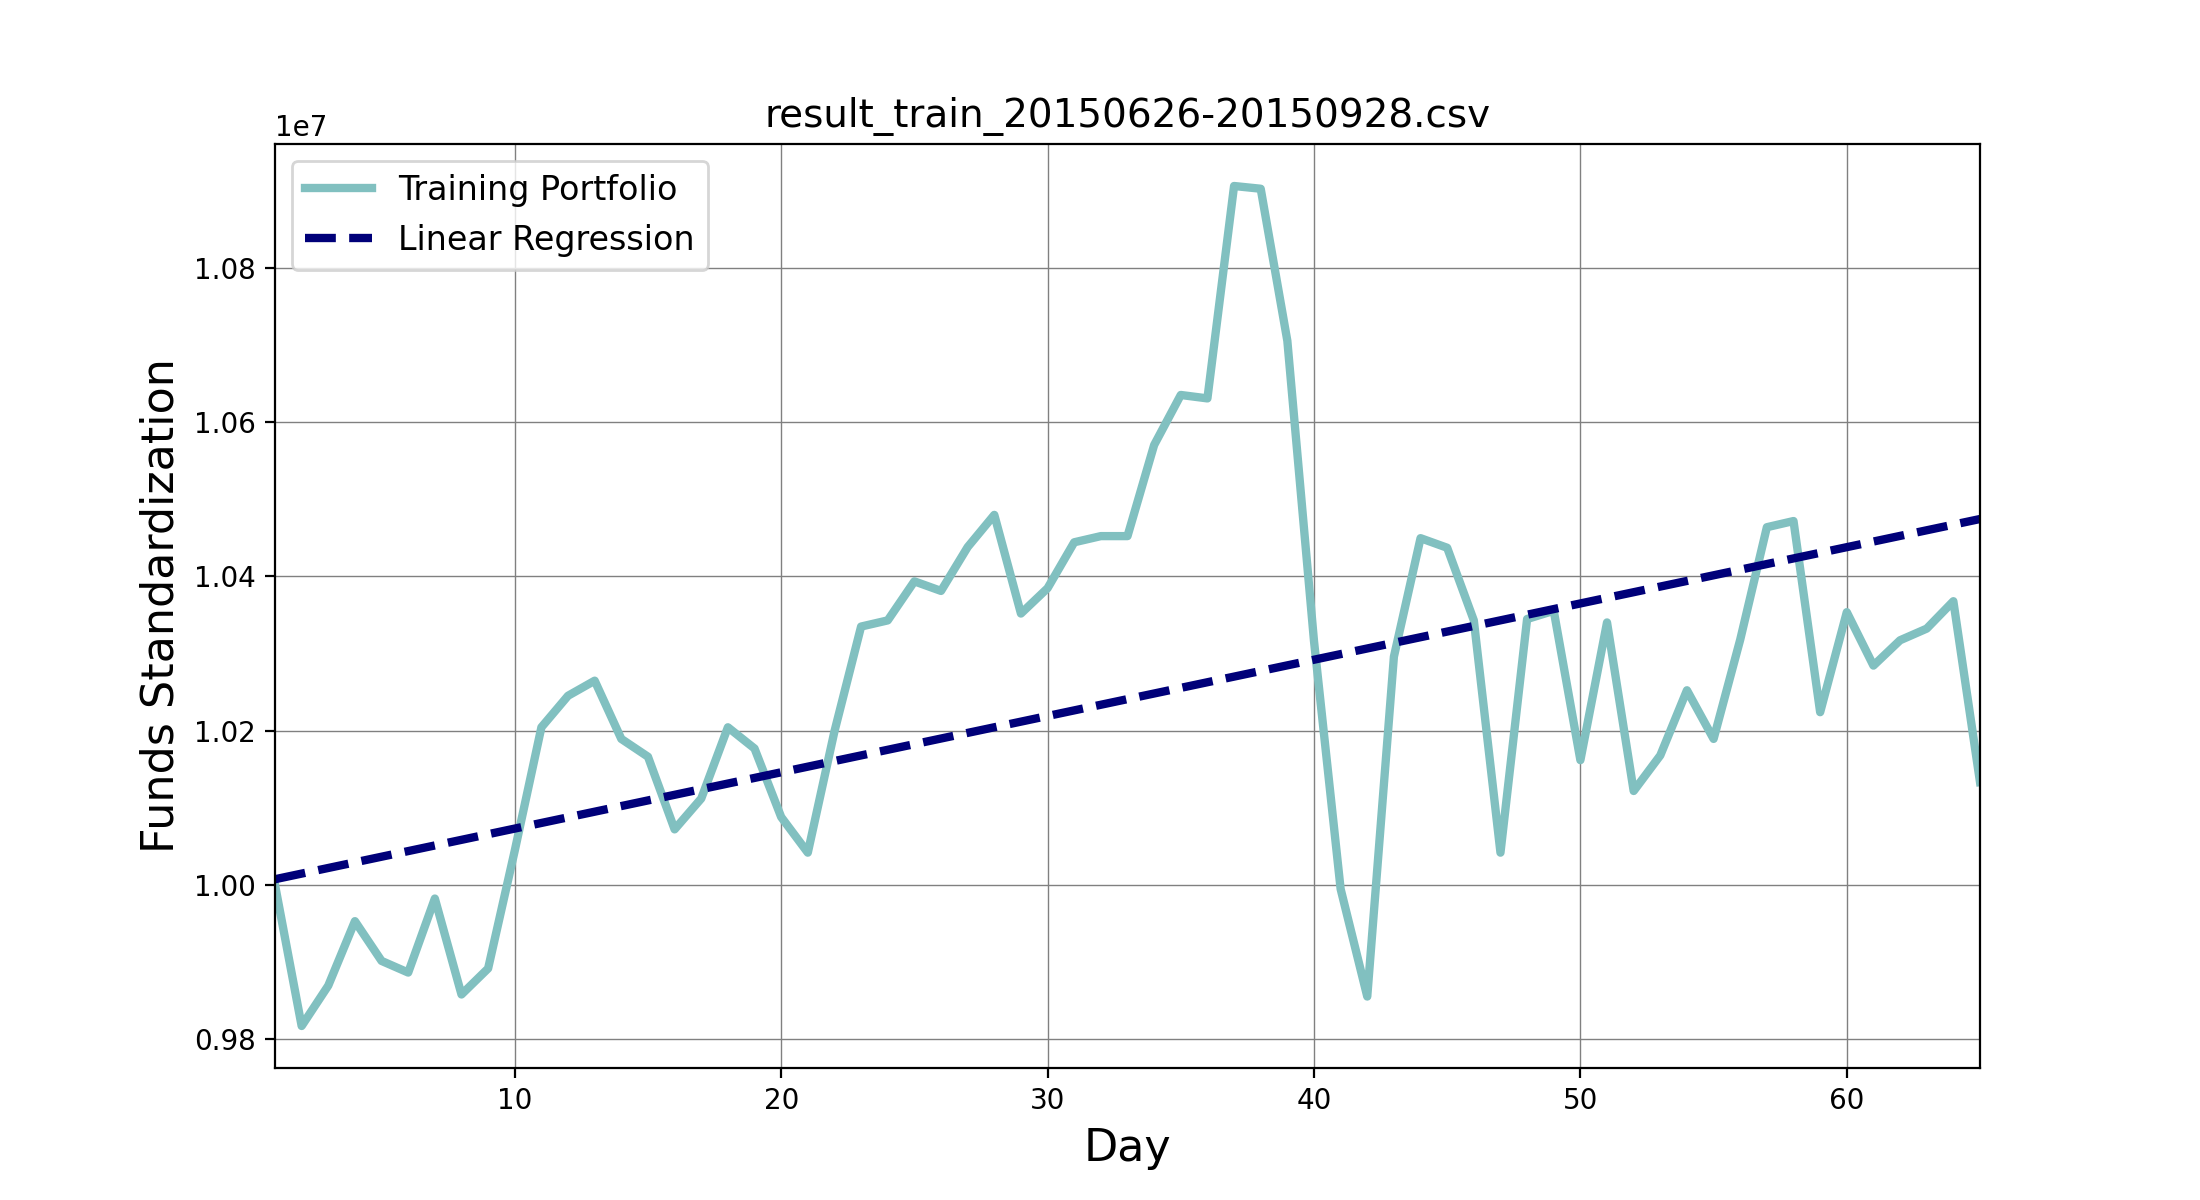 result_train_20150626-20150928.csv
1e7
Training Portfolio
Linear Regression
1.08
1.06
1.04
1.02
1.00
0.98
Funds Standardization
10 20 30 40 50 60
Day